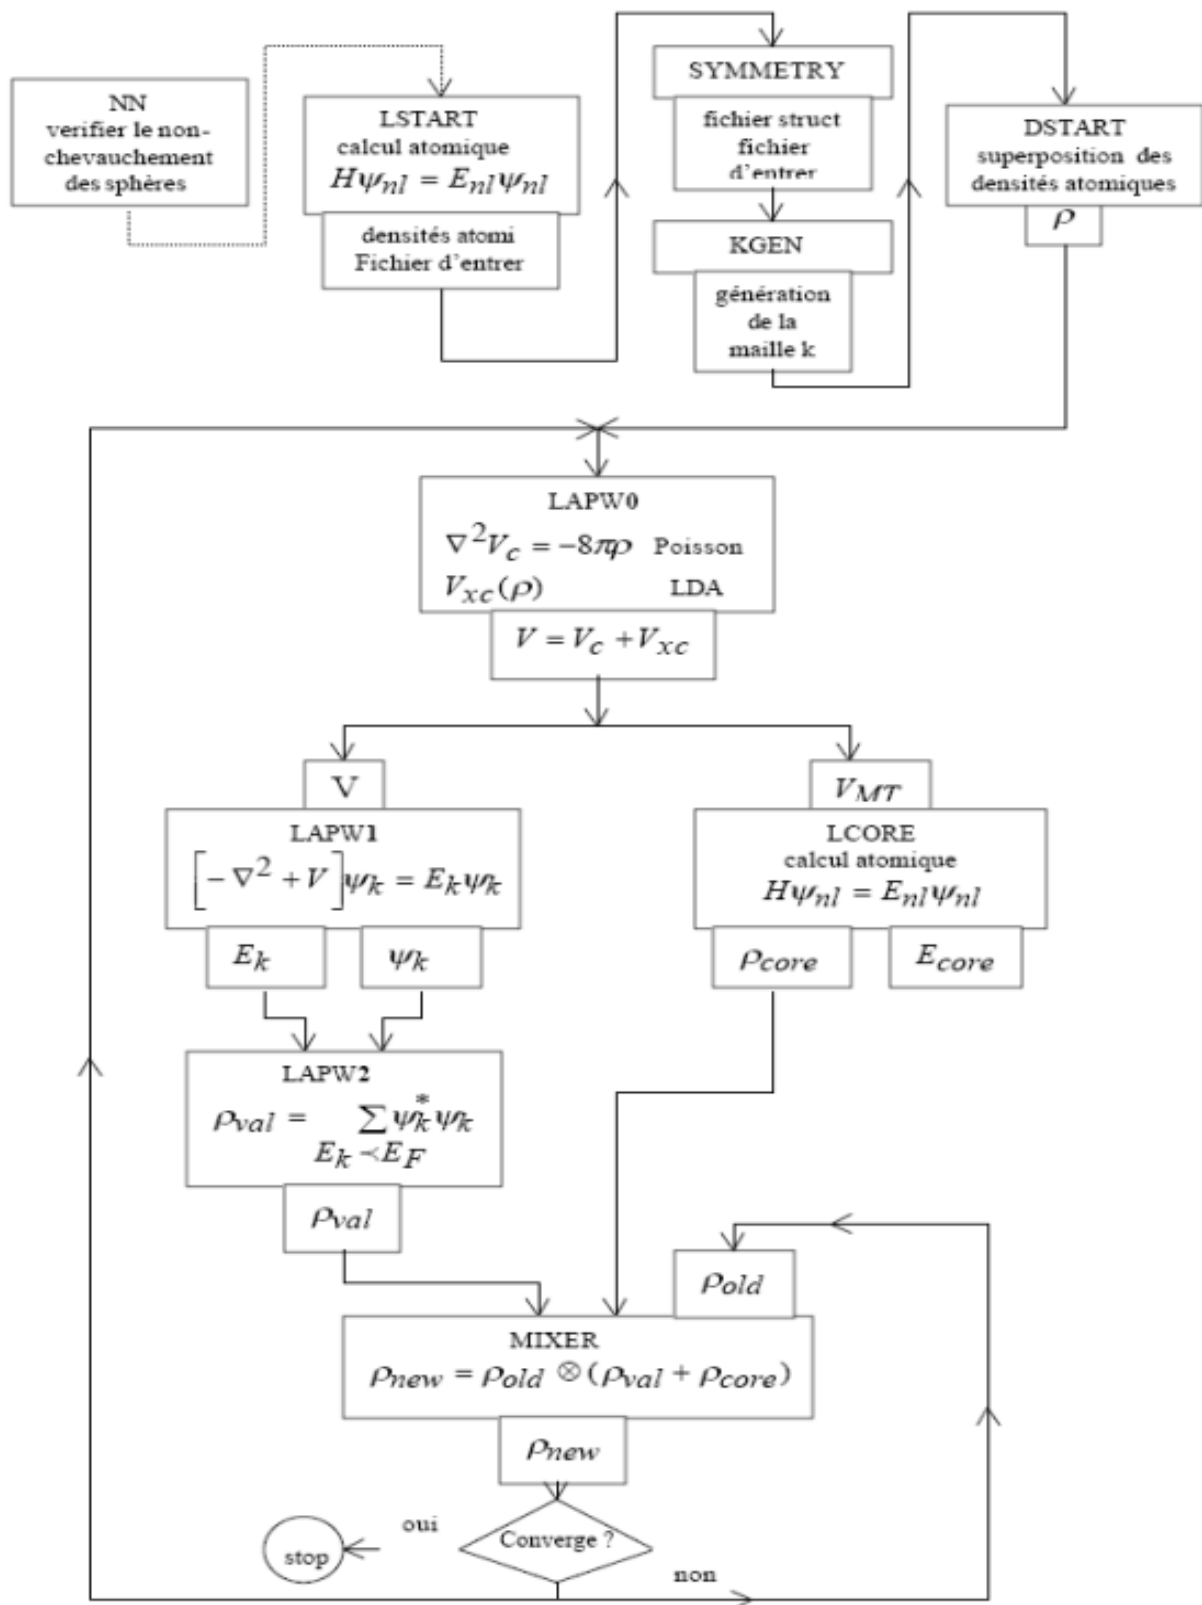 NN
verifier le non-
chevauchement
des sphères
LSTART
calcul atomique
Hψnl = Enlψnl
densités atomi
Fichier d'entrer
SYMMETRY
fichier struct
fichier
d'entrer
KGEN
génération
de la
maille k
DSTART
superposition des
densités atomiques
ρ
LAPW0
∇²Vc = −8πρ Poisson
Vxc(ρ) LDA
V = Vc + Vxc
V
LAPW1
[−∇² + V]ψk = Ekψk
Ek ψk
VMT
LCORE
calcul atomique
Hψnl = Enlψnl
ρcore Ecore
LAPW2
ρval = ∑ ψk*ψk
Ek ≺ EF
ρval
ρold
MIXER
ρnew = ρold ⊗ (ρval + ρcore)
ρnew
Converge ?
oui
stop
non